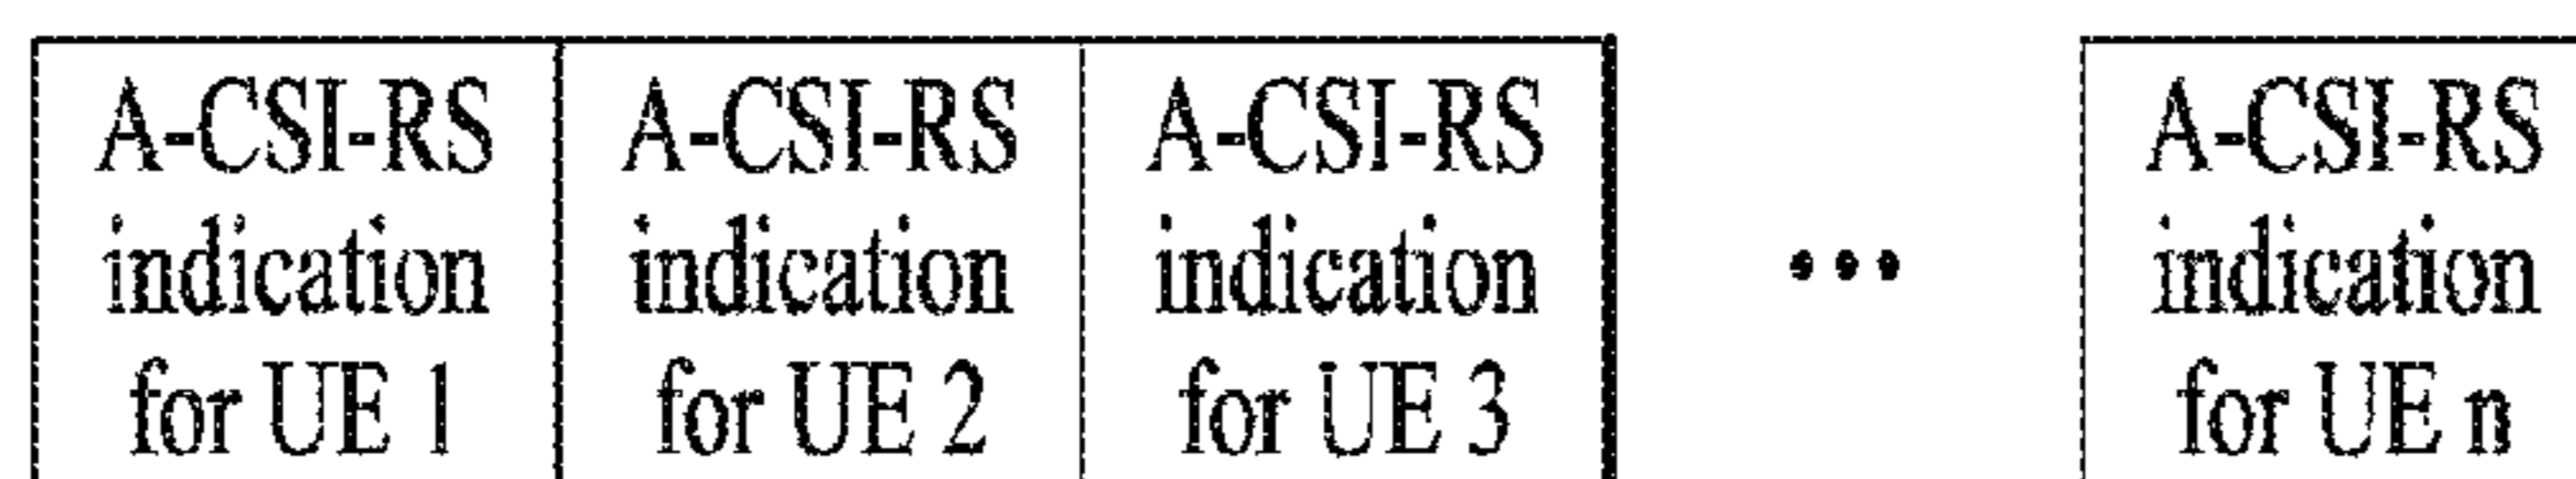 A-CSI-RS
indication
for UE 1
A-CSI-RS
indication
for UE 2
A-CSI-RS
indication
for UE 3
•••
A-CSI-RS
indication
for UE n